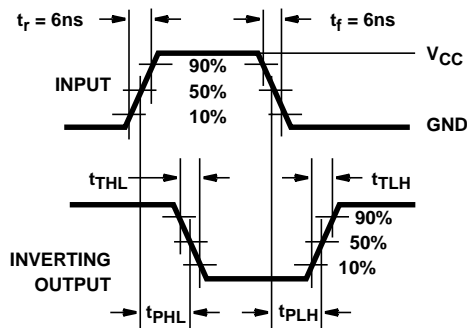 tr = 6ns
tf = 6ns
VCC
INPUT
90%
50%
10%
GND
tTHL
tTLH
90%
50%
10%
INVERTING
OUTPUT
tPHL
tPLH